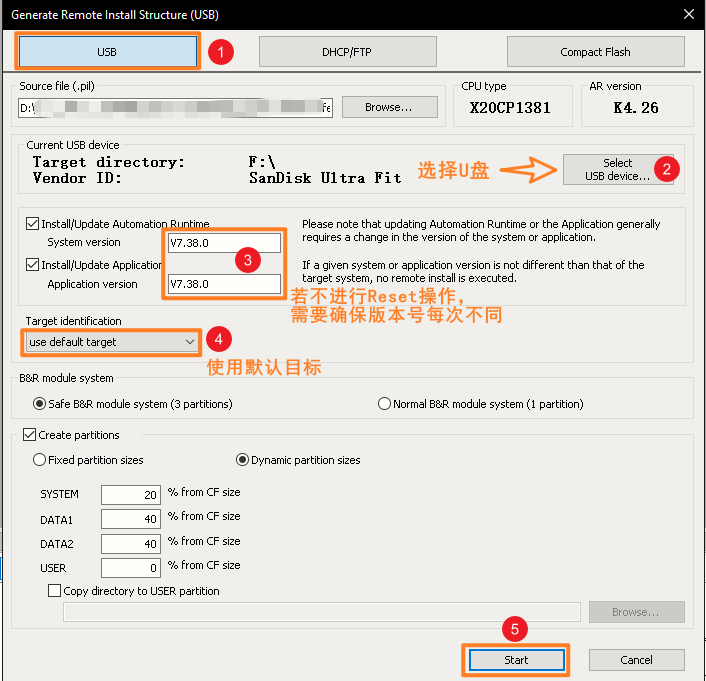 Generate Remote Install Structure (USB)
USB
1
DHCP/FTP
Compact Flash
Source file (.pil)
CPU type
AR version
D:\
Browse...
X20CP1381
K4.26
Current USB device
Target directory:
F:\
Vendor ID:
SanDisk Ultra Fit
选择U盘
Select
USB device...
2
Install/Update Automation Runtime
System version
V7.38.0
3
Install/Update Application
Application version
V7.38.0
Please note that updating Automation Runtime or the Application generally
requires a change in the version of the system or application.
If a given system or application version is not different than that of the
target system, no remote install is executed.
若不进行Reset操作,
需要确保版本号每次不同
Target identification
use default target
4
使用默认目标
B&R module system
Safe B&R module system (3 partitions)
Normal B&R module system (1 partition)
Create partitions
Fixed partition sizes
Dynamic partition sizes
SYSTEM
20
% from CF size
DATA1
40
% from CF size
DATA2
40
% from CF size
USER
0
% from CF size
Copy directory to USER partition
Browse...
5
Start
Cancel